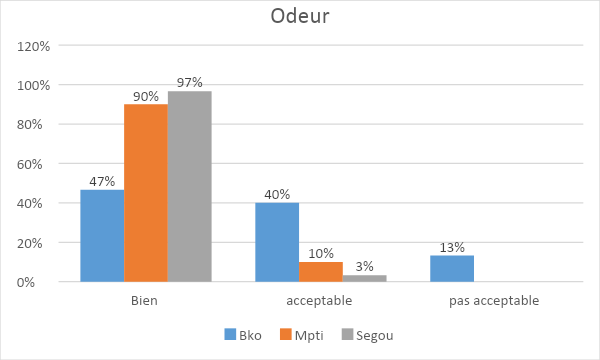 Odeur
120%
100%
80%
60%
40%
20%
0%
47%
90%
97%
40%
10%
3%
13%
Bien
acceptable
pas acceptable
Bko Mpti Segou